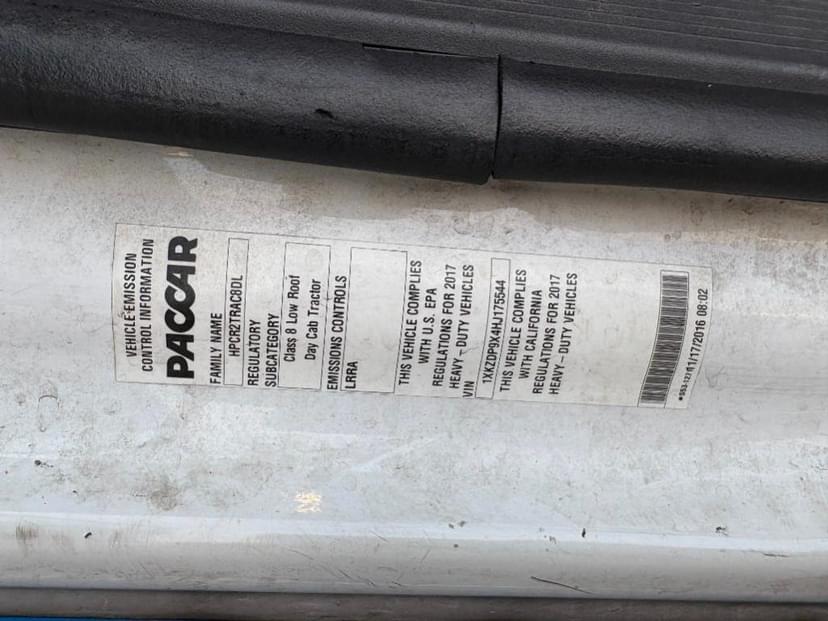 VEHICLE-EMISSION
CONTROL INFORMATION
PACCAR
FAMILY NAME
HPCR2TRAC8DL
REGULATORY
SUBCATEGORY
Class 8 Low Roof
Day Cab Tractor
EMISSIONS CONTROLS
LRRA
THIS VEHICLE COMPLIES
WITH U.S. EPA
REGULATIONS FOR 2017
HEAVY – DUTY VEHICLES
VIN
1XKZDP9X4HJ175544
THIS VEHICLE COMPLIES
WITH CALIFORNIA
REGULATIONS FOR 2017
HEAVY – DUTY VEHICLES
11/17/2016 08:02